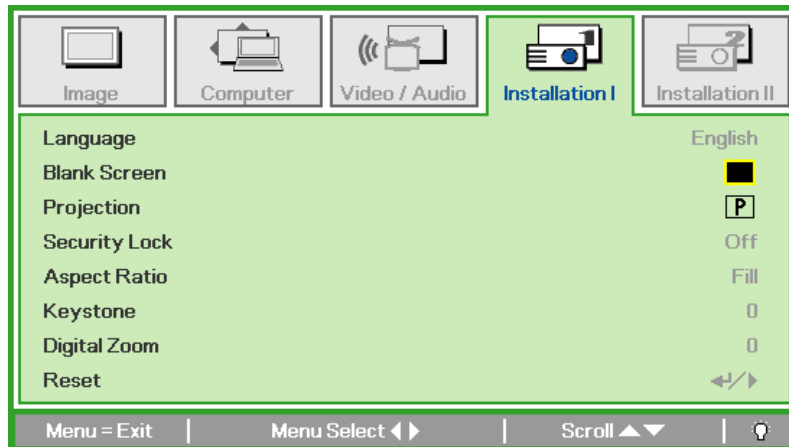 Image
Computer
Video / Audio
Installation I
Installation II
Language English
Blank Screen
Projection P
Security Lock Off
Aspect Ratio Fill
Keystone 0
Digital Zoom 0
Reset
Menu = Exit Menu Select Scroll